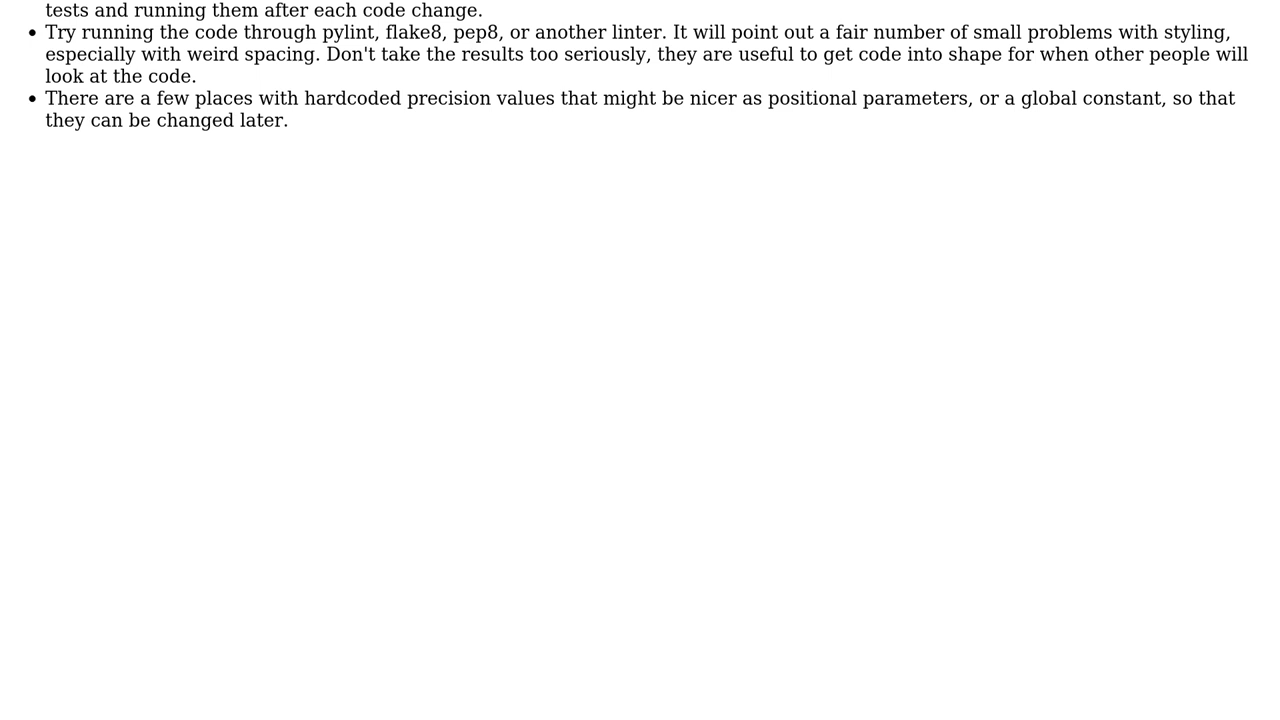 tests and running them after each code change.
• Try running the code through pylint, flake8, pep8, or another linter. It will point out a fair number of small problems with styling,
especially with weird spacing. Don't take the results too seriously, they are useful to get code into shape for when other people will
look at the code.
• There are a few places with hardcoded precision values that might be nicer as positional parameters, or a global constant, so that
they can be changed later.